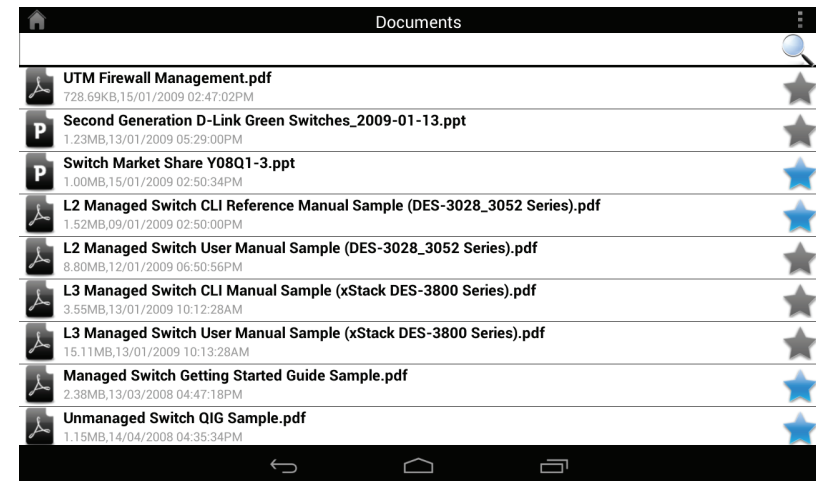 Documents
UTM Firewall Management.pdf
728.69KB,15/01/2009 02:47:02PM
P
Second Generation D-Link Green Switches_2009-01-13.ppt
1.23MB,13/01/2009 05:29:00PM
P
Switch Market Share Y08Q1-3.ppt
1.00MB,15/01/2009 02:50:34PM
L2 Managed Switch CLI Reference Manual Sample (DES-3028_3052 Series).pdf
1.52MB,09/01/2009 02:50:00PM
L2 Managed Switch User Manual Sample (DES-3028_3052 Series).pdf
8.80MB,12/01/2009 06:50:56PM
L3 Managed Switch CLI Manual Sample (xStack DES-3800 Series).pdf
3.55MB,13/01/2009 10:12:28AM
L3 Managed Switch User Manual Sample (xStack DES-3800 Series).pdf
15.11MB,13/01/2009 10:13:28AM
Managed Switch Getting Started Guide Sample.pdf
2.38MB,13/03/2008 04:47:18PM
Unmanaged Switch QIG Sample.pdf
1.15MB,14/04/2008 04:35:34PM